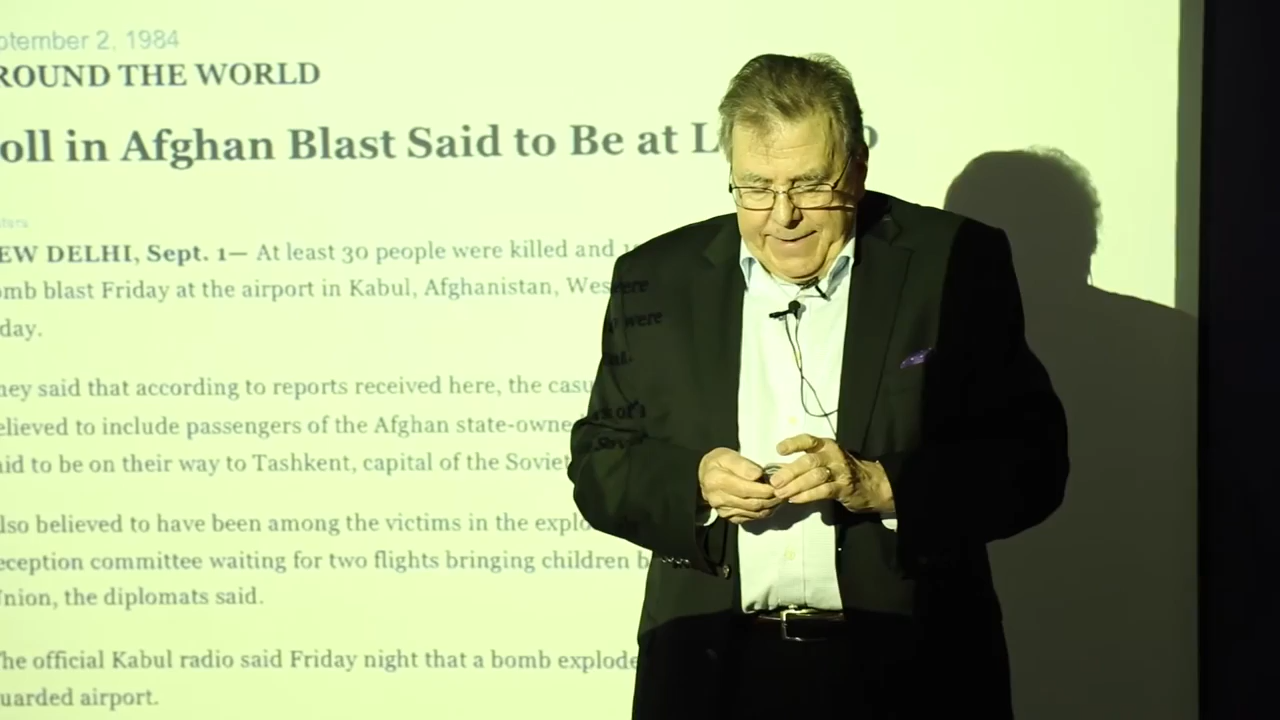 ptember 2, 1984
ROUND THE WORLD
oll in Afghan Blast Said to Be at L
EW DELHI, Sept. 1— At least 30 people were killed and
omb blast Friday at the airport in Kabul, Afghanistan, Wes ere
day. were
ney said that according to reports received here, the casu
elieved to include passengers of the Afghan state-owne
aid to be on their way to Tashkent, capital of the Soviet
lso believed to have been among the victims in the explo
eception committee waiting for two flights bringing children b
nion, the diplomats said.
he official Kabul radio said Friday night that a bomb explode
uarded airport.